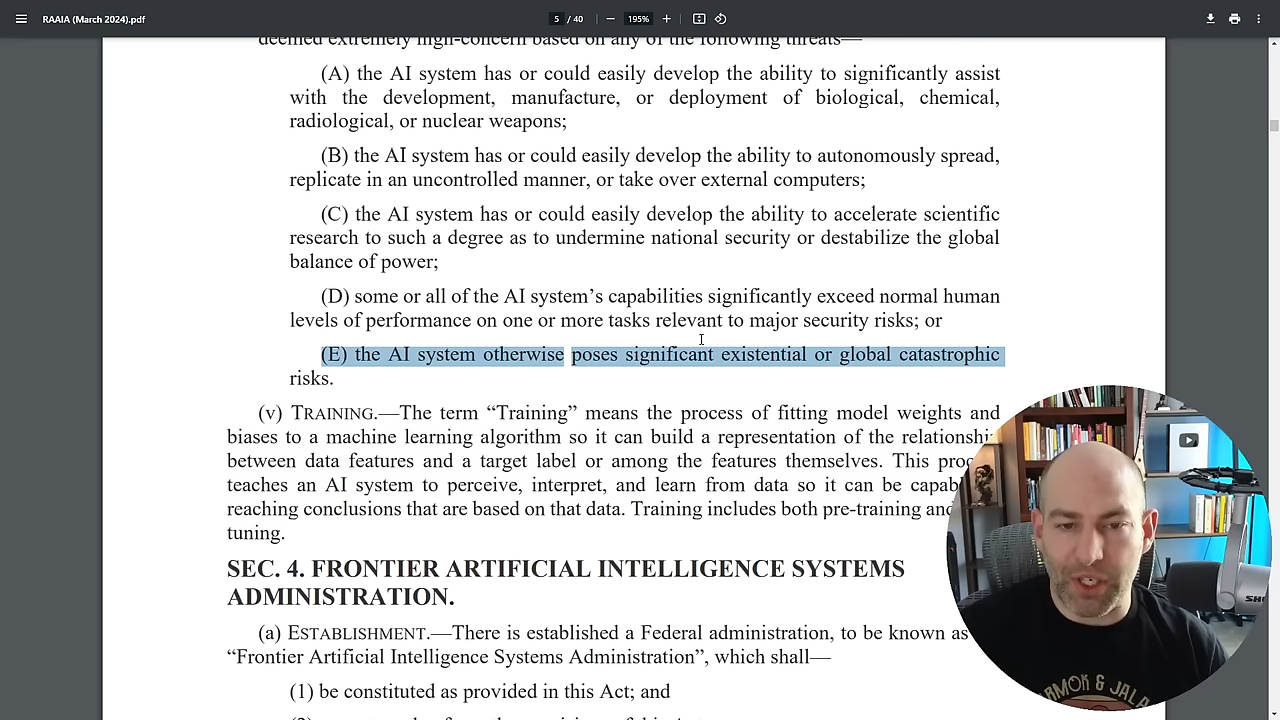 RAAIA (March 2024).pdf
5 / 40
195%
deemed extremely high-concern based on any of the following threats—
(A) the AI system has or could easily develop the ability to significantly assist
with the development, manufacture, or deployment of biological, chemical,
radiological, or nuclear weapons;
(B) the AI system has or could easily develop the ability to autonomously spread,
replicate in an uncontrolled manner, or take over external computers;
(C) the AI system has or could easily develop the ability to accelerate scientific
research to such a degree as to undermine national security or destabilize the global
balance of power;
(D) some or all of the AI system’s capabilities significantly exceed normal human
levels of performance on one or more tasks relevant to major security risks; or
(E) the AI system otherwise poses significant existential or global catastrophic
risks.
(v) TRAINING.—The term “Training” means the process of fitting model weights and
biases to a machine learning algorithm so it can build a representation of the
between data features and a target label or among the features themselves. This
teaches an AI system to perceive, interpret, and learn from data so it can be
reaching conclusions that are based on that data. Training includes both pre-training
tuning.
SEC. 4. FRONTIER ARTIFICIAL INTELLIGENCE SYSTEMS
ADMINISTRATION.
(a) ESTABLISHMENT.—There is established a Federal administration, to be known as
“Frontier Artificial Intelligence Systems Administration”, which shall—
(1) be constituted as provided in this Act; and